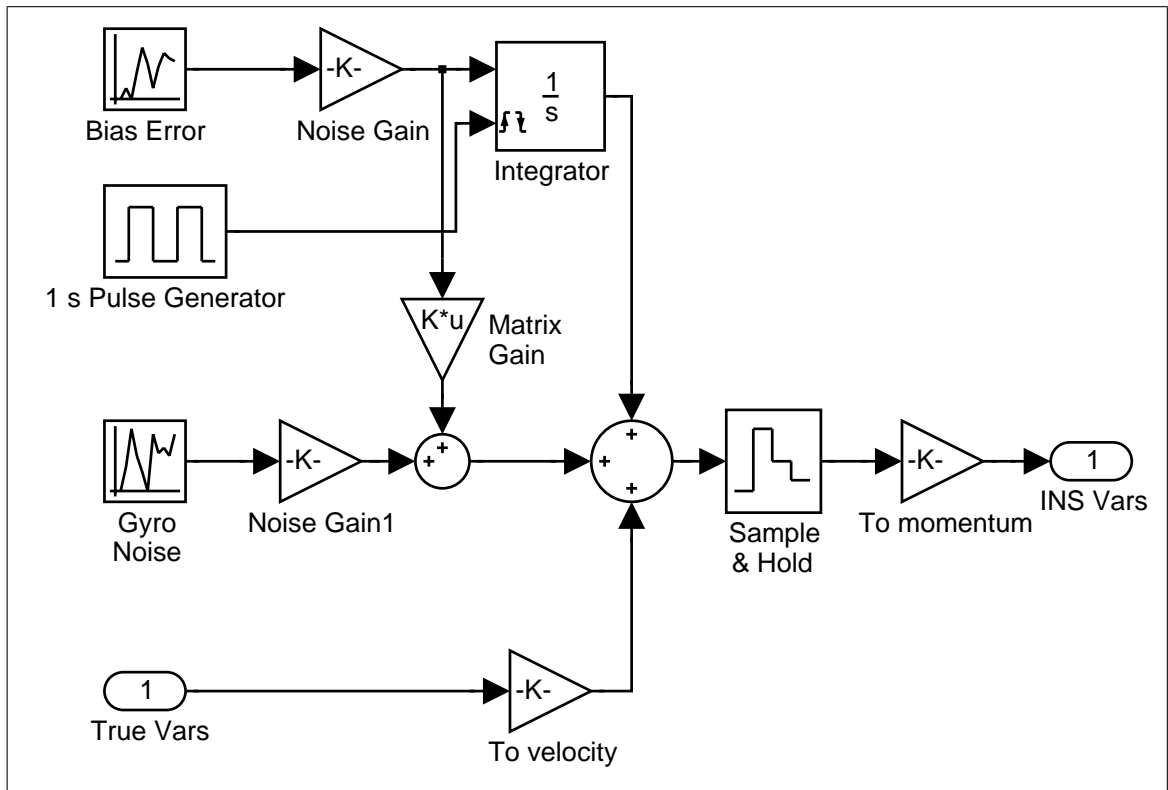 -K-
1
s
Bias Error
Noise Gain
Integrator
1 s Pulse Generator
K*u
Matrix
Gain
+
+
-K-
+
+
+
-K-
1
Gyro
Noise
Noise Gain1
Sample
& Hold
To momentum
INS Vars
1
-K-
True Vars
To velocity